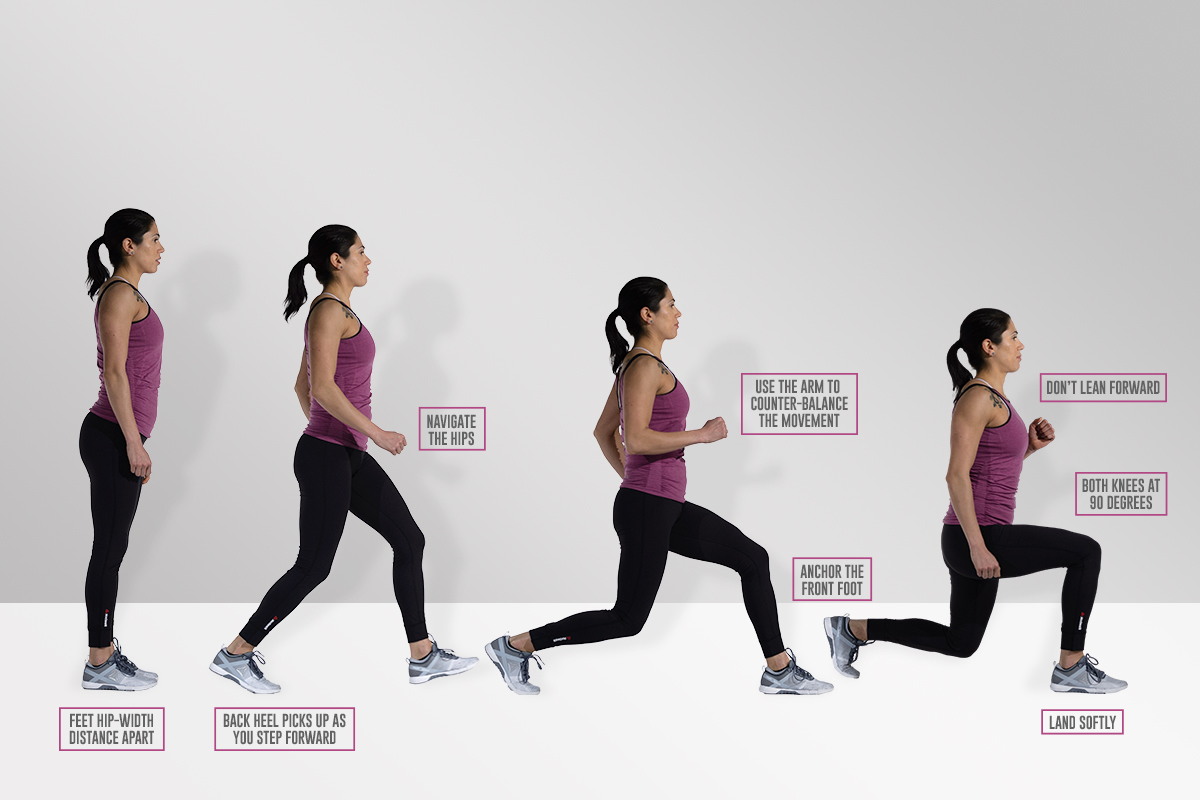 FEET HIP-WIDTH
DISTANCE APART
BACK HEEL PICKS UP AS
YOU STEP FORWARD
NAVIGATE
THE HIPS
USE THE ARM TO
COUNTER-BALANCE
THE MOVEMENT
ANCHOR THE
FRONT FOOT
DON'T LEAN FORWARD
BOTH KNEES AT
90 DEGREES
LAND SOFTLY